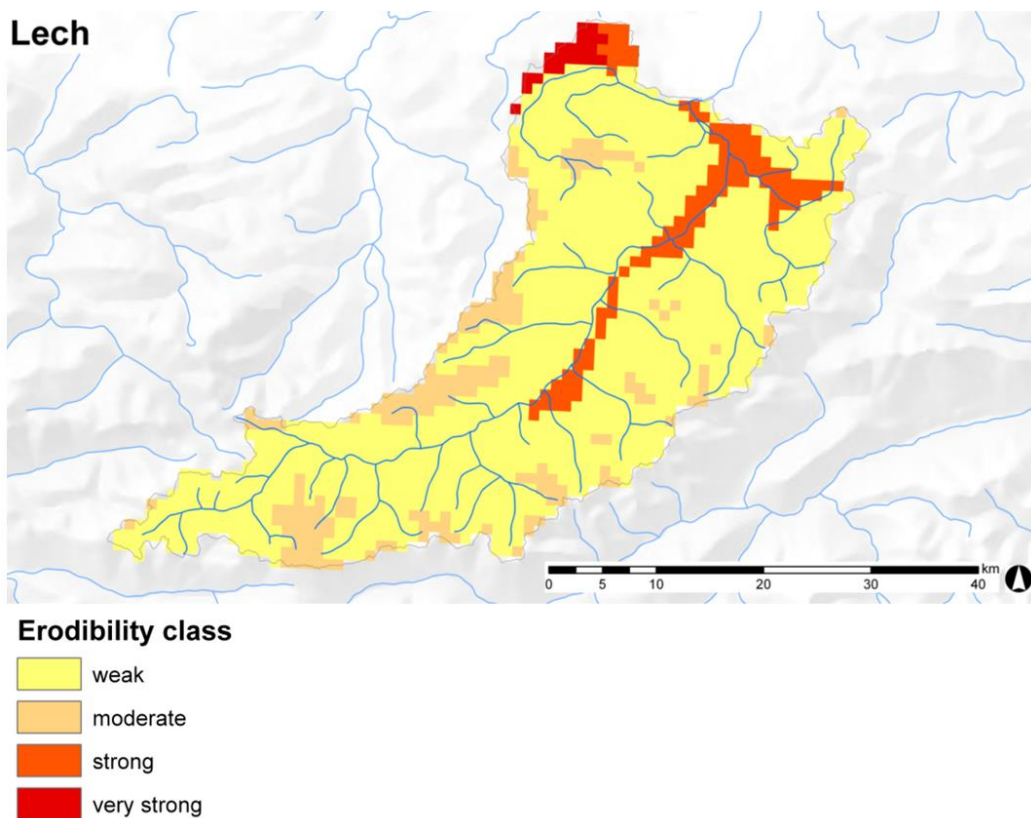 Lech
km
0 5 10 20 30 40
Erodibility class
weak
moderate
strong
very strong